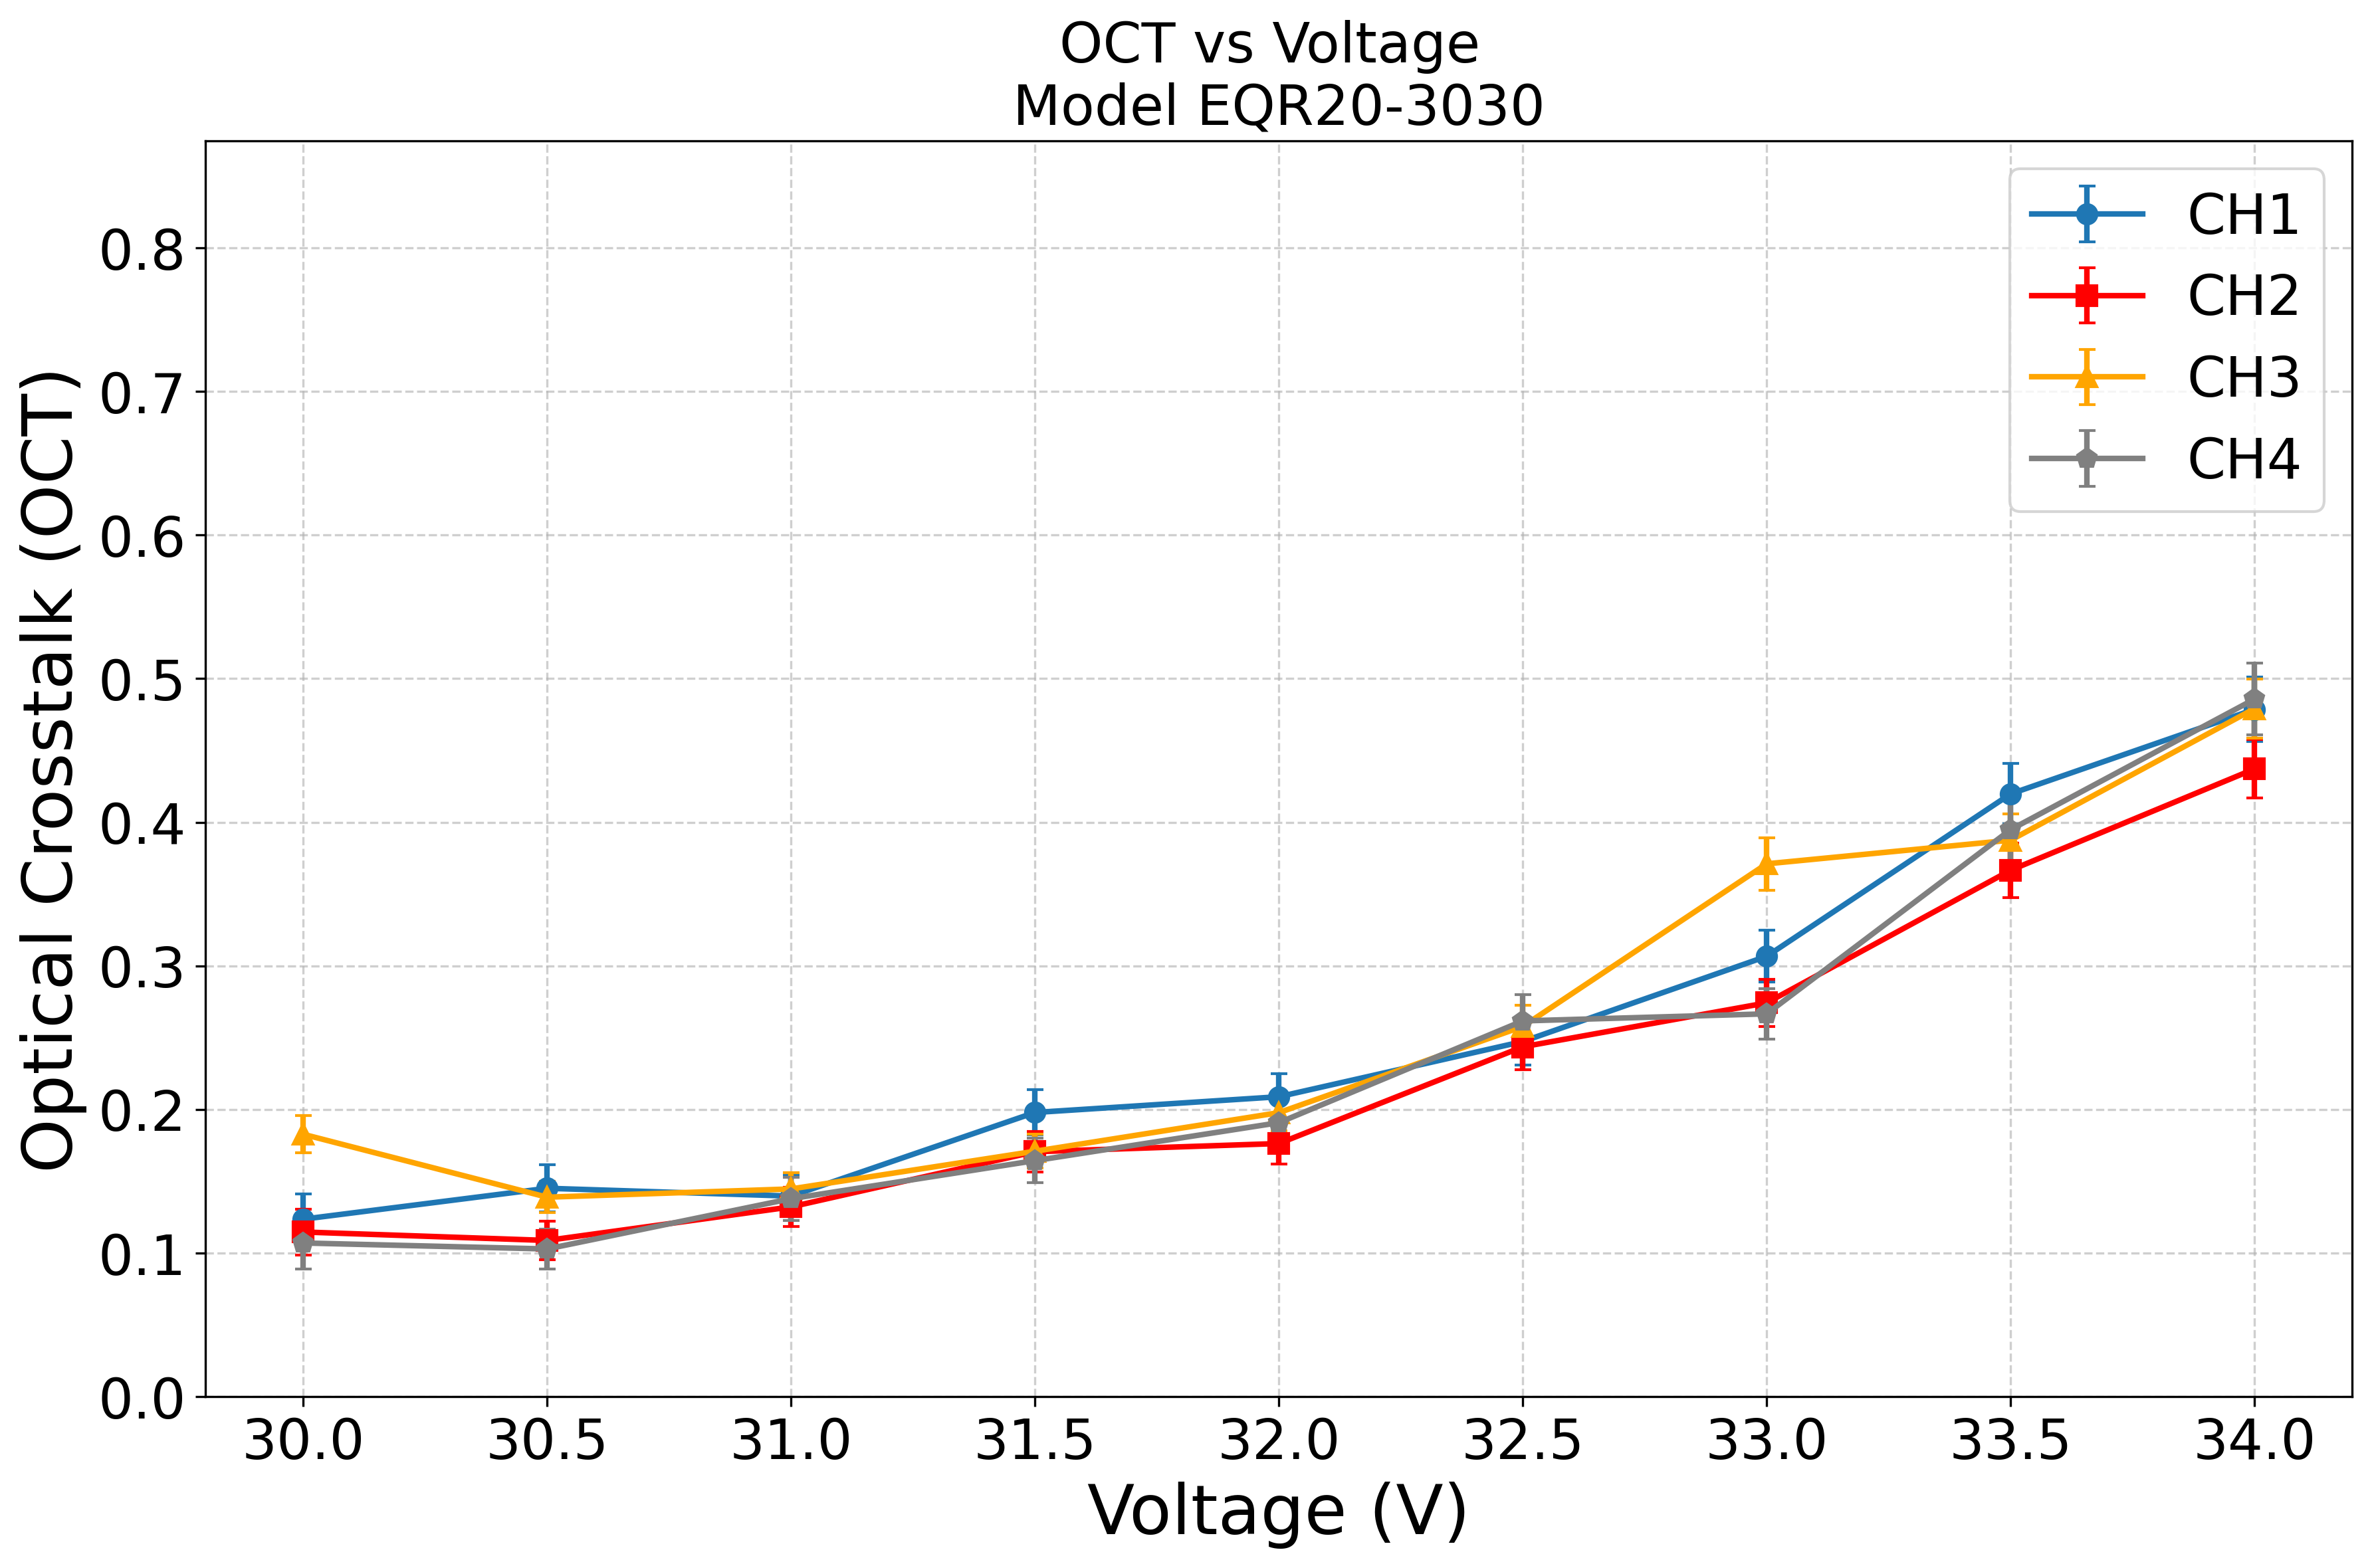 OCT vs Voltage
Model EQR20-3030
CH1
CH2
CH3
CH4
Optical Crosstalk (OCT)
0.8
0.7
0.6
0.5
0.4
0.3
0.2
0.1
0.0
30.0 30.5 31.0 31.5 32.0 32.5 33.0 33.5 34.0
Voltage (V)